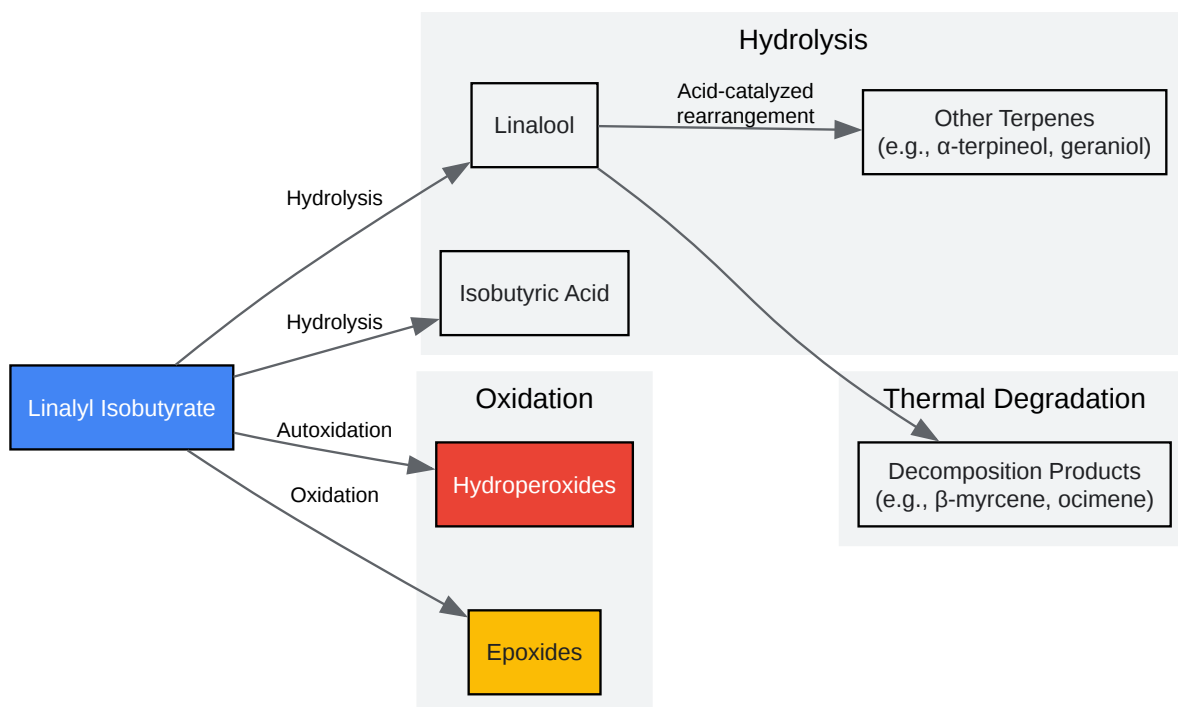 Hydrolysis
Linalool
Acid-catalyzed
rearrangement
Other Terpenes
(e.g., α-terpineol, geraniol)
Hydrolysis
Isobutyric Acid
Hydrolysis
Linalyl Isobutyrate
Oxidation
Thermal Degradation
Autoxidation
Hydroperoxides
Decomposition Products
(e.g., β-myrcene, ocimene)
Oxidation
Epoxides